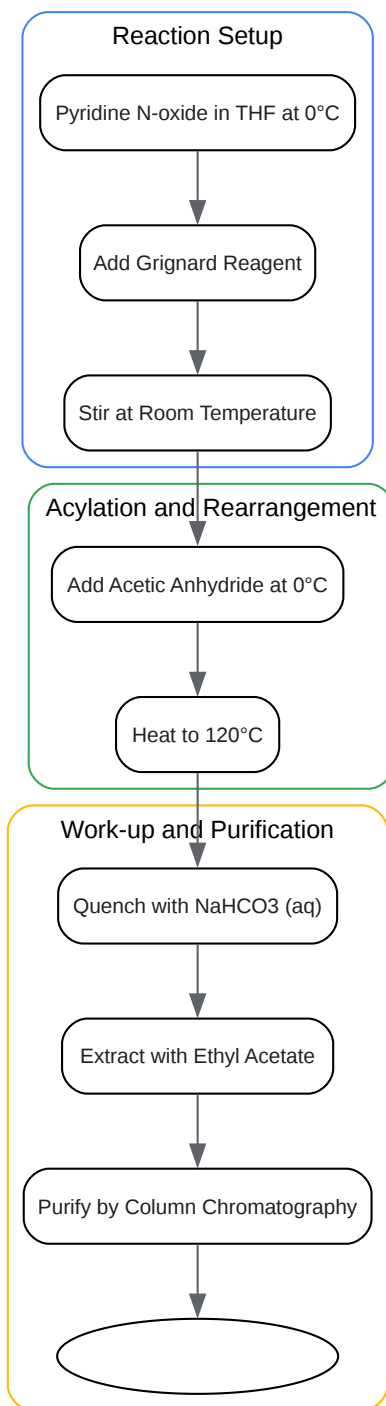 Reaction Setup
Pyridine N-oxide in THF at 0°C
Add Grignard Reagent
Stir at Room Temperature
Acylation and Rearrangement
Add Acetic Anhydride at 0°C
Heat to 120°C
Work-up and Purification
Quench with NaHCO3 (aq)
Extract with Ethyl Acetate
Purify by Column Chromatography